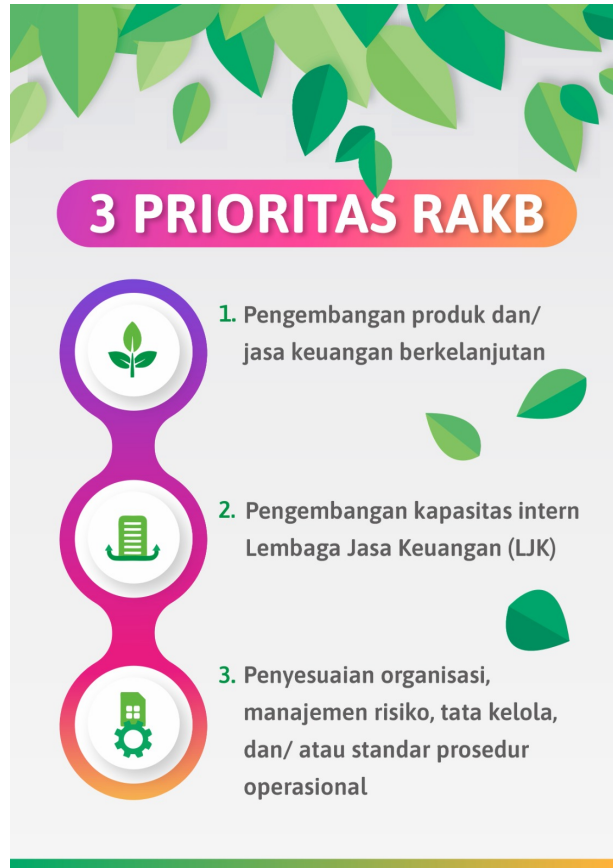 3 PRIORITAS RAKB
1. Pengembangan produk dan/
jasa keuangan berkelanjutan
2. Pengembangan kapasitas intern
Lembaga Jasa Keuangan (LJK)
3. Penyesuaian organisasi,
manajemen risiko, tata kelola,
dan/ atau standar prosedur
operasional